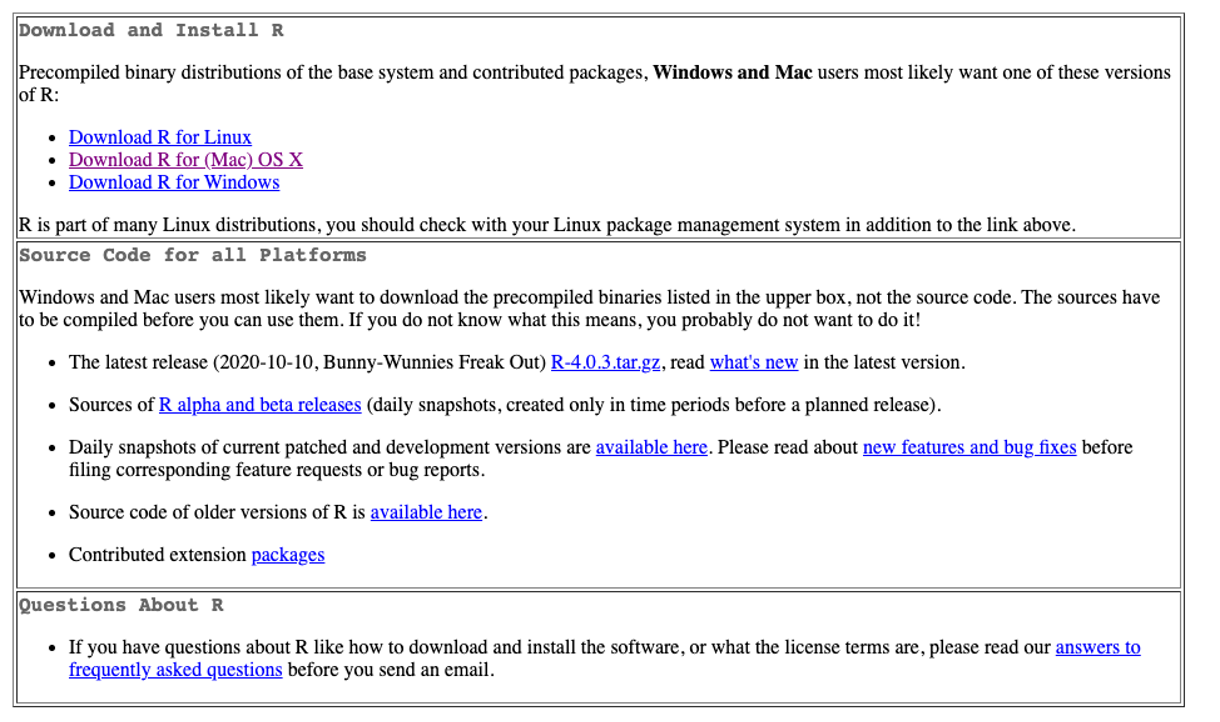 Download and Install R
Precompiled binary distributions of the base system and contributed packages, Windows and Mac users most likely want one of these versions
of R:
• Download R for Linux
• Download R for (Mac) OS X
• Download R for Windows
R is part of many Linux distributions, you should check with your Linux package management system in addition to the link above.
Source Code for all Platforms
Windows and Mac users most likely want to download the precompiled binaries listed in the upper box, not the source code. The sources have
to be compiled before you can use them. If you do not know what this means, you probably do not want to do it!
• The latest release (2020-10-10, Bunny-Wunnies Freak Out) R-4.0.3.tar.gz, read what's new in the latest version.
• Sources of R alpha and beta releases (daily snapshots, created only in time periods before a planned release).
• Daily snapshots of current patched and development versions are available here. Please read about new features and bug fixes before
filing corresponding feature requests or bug reports.
• Source code of older versions of R is available here.
• Contributed extension packages
Questions About R
• If you have questions about R like how to download and install the software, or what the license terms are, please read our answers to
frequently asked questions before you send an email.